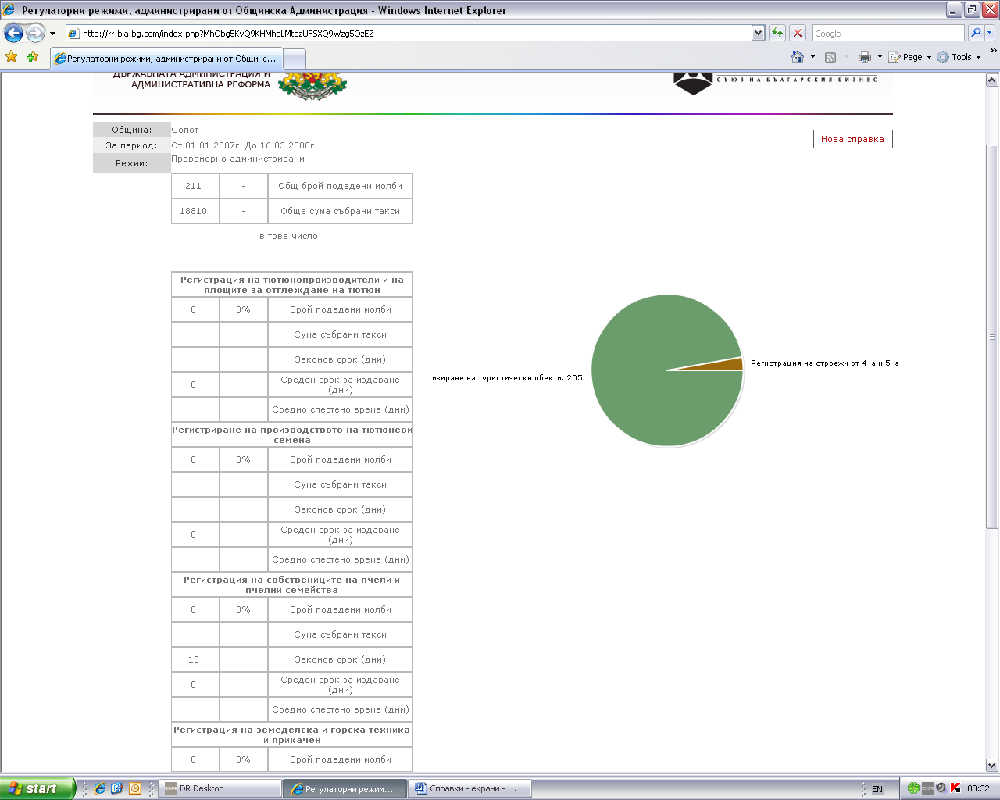 Регулаторни режими, администрирани от Общинска Администрация - Windows Internet Explorer
http://rr.bia-bg.com/index.php?MhObg5KvQ9KHMheLMtezUFSXQ9Wzg5OzEZ
Google
Регулаторни режими, администрирани от Общинс...
Page
Tools
ДЪРЖАВНАТА АДМИНИСТРАЦИЯ И
АДМИНИСТРАТИВНА РЕФОРМА
СЪЮЗ НА БЪЛГАРСКИЯ БИЗНЕС
Община: Сопот
За период: От 01.01.2007г. До 16.03.2008г.
Режим: Правомерно администрирани
Нова справка
211 - Общ брой подадени молби
18810 - Обща сума събрани такси
в това число:
Регистрация на тютюнопроизводители и на
площите за отглеждане на тютюн
0 0% Брой подадени молби
Сума събрани такси
Законов срок (дни)
0 Среден срок за издаване
(дни)
Средно спестено време (дни)
Регистриране на производството на тютюневи
семена
0 0% Брой подадени молби
Сума събрани такси
Законов срок (дни)
0 Среден срок за издаване
(дни)
Средно спестено време (дни)
Регистрация на собствениците на пчели и
пчелни семейства
0 0% Брой подадени молби
Сума събрани такси
10 Законов срок (дни)
0 Среден срок за издаване
(дни)
Средно спестено време (дни)
Регистрация на земеделска и горска техника
и прикачен
0 0% Брой подадени молби
Регистрация на строежи от 4-а и 5-а
изиране на туристически обекти, 205
start
DR Desktop
Регулаторни режим...
Справки - екрани - ...
EN
08:32